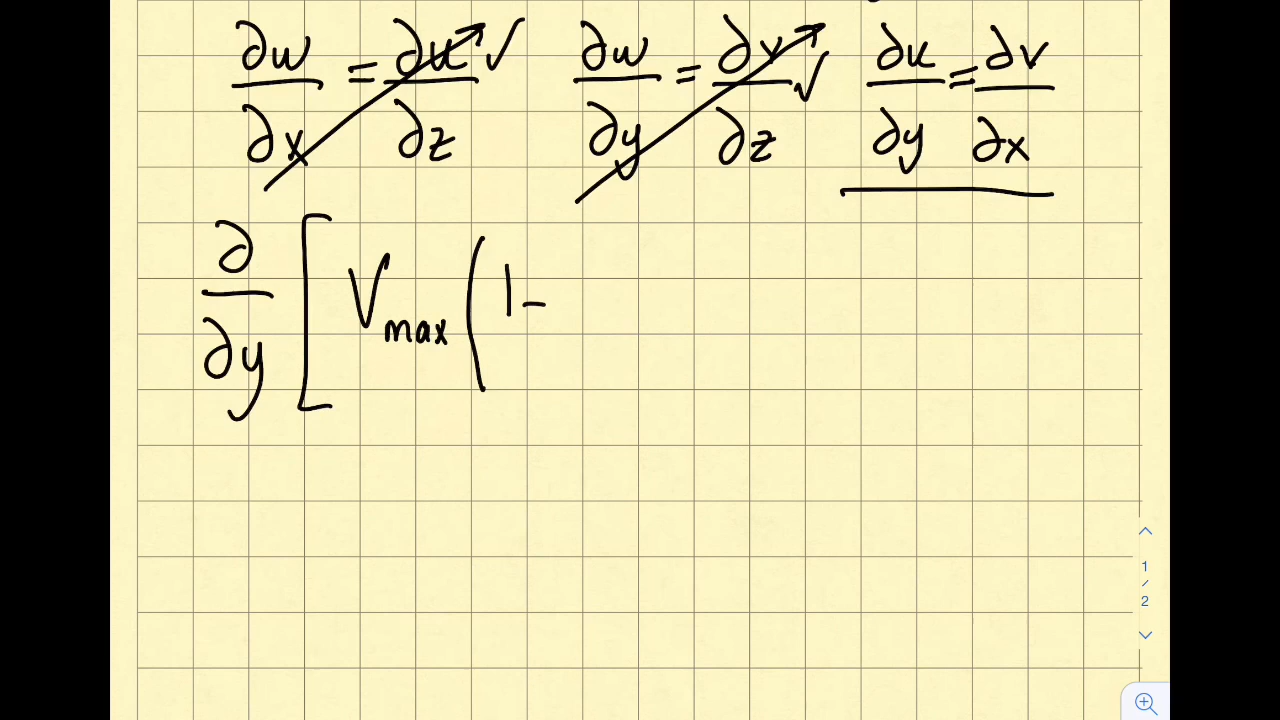 ∂w/∂x = ∂u/∂z ✓ ∂w/∂y = ∂v/∂z ✓ ∂u/∂y = ∂v/∂x
∂/∂y [ V_max ( 1 -
1
/
2